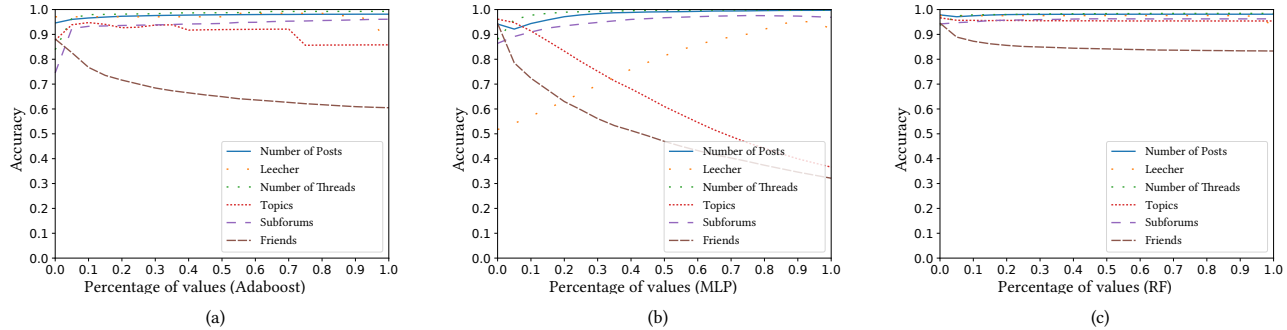 1.0
0.9
0.8
0.7
0.6
0.5
0.4
0.3
0.2
0.1
0.0
Accuracy
Number of Posts
Leecher
Number of Threads
Topics
Subforums
Friends
0.0 0.1 0.2 0.3 0.4 0.5 0.6 0.7 0.8 0.9 1.0
Percentage of values (Adaboost)
(a)
1.0
0.9
0.8
0.7
0.6
0.5
0.4
0.3
0.2
0.1
0.0
Accuracy
Number of Posts
Leecher
Number of Threads
Topics
Subforums
Friends
0.0 0.1 0.2 0.3 0.4 0.5 0.6 0.7 0.8 0.9 1.0
Percentage of values (MLP)
(b)
1.0
0.9
0.8
0.7
0.6
0.5
0.4
0.3
0.2
0.1
0.0
Accuracy
Number of Posts
Leecher
Number of Threads
Topics
Subforums
Friends
0.0 0.1 0.2 0.3 0.4 0.5 0.6 0.7 0.8 0.9 1.0
Percentage of values (RF)
(c)